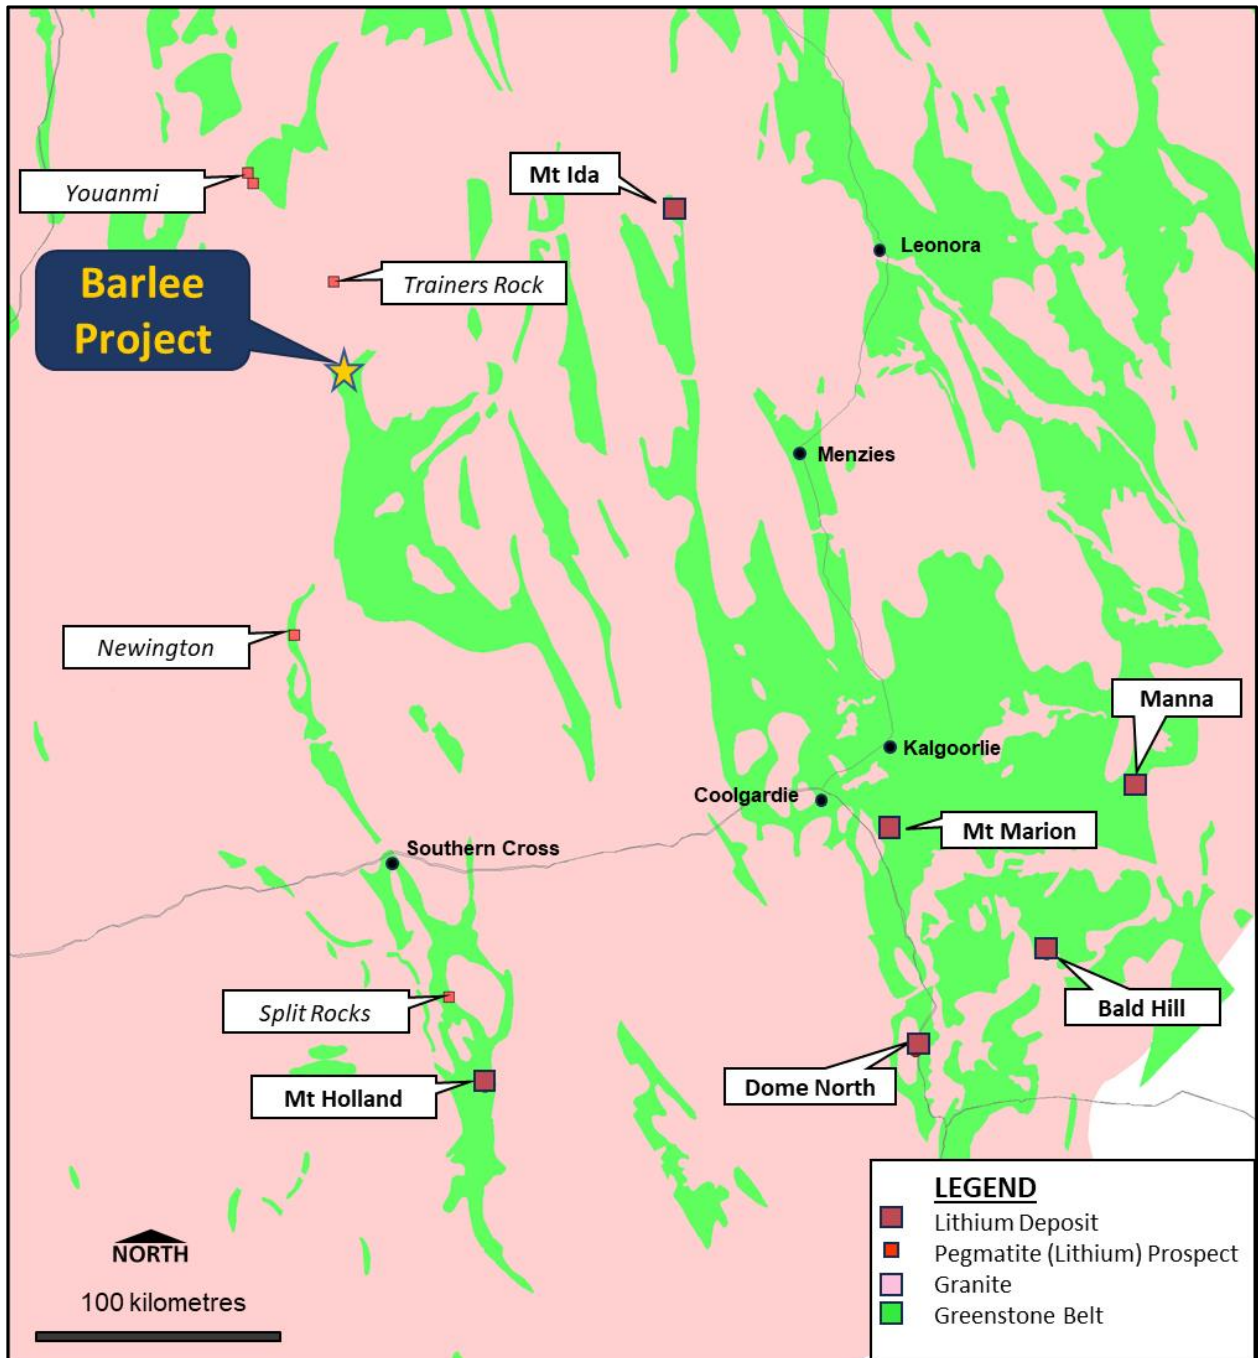 Youanmi
Mt Ida
Leonora
Barlee
Project
Trainers Rock
Menzies
Newington
Manna
Kalgoorlie
Coolgardie
Mt Marion
Southern Cross
Split Rocks
Bald Hill
Dome North
Mt Holland
LEGEND
Lithium Deposit
Pegmatite (Lithium) Prospect
Granite
Greenstone Belt
NORTH
100 kilometres